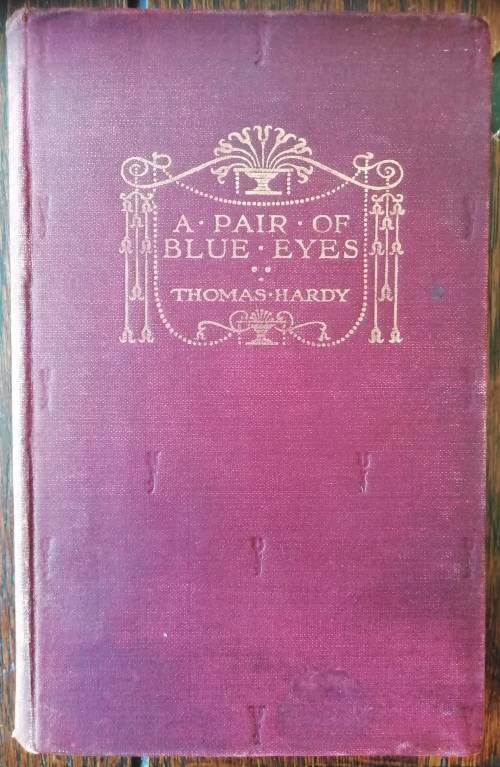 A · PAIR · OF
BLUE · EYES
THOMAS · HARDY